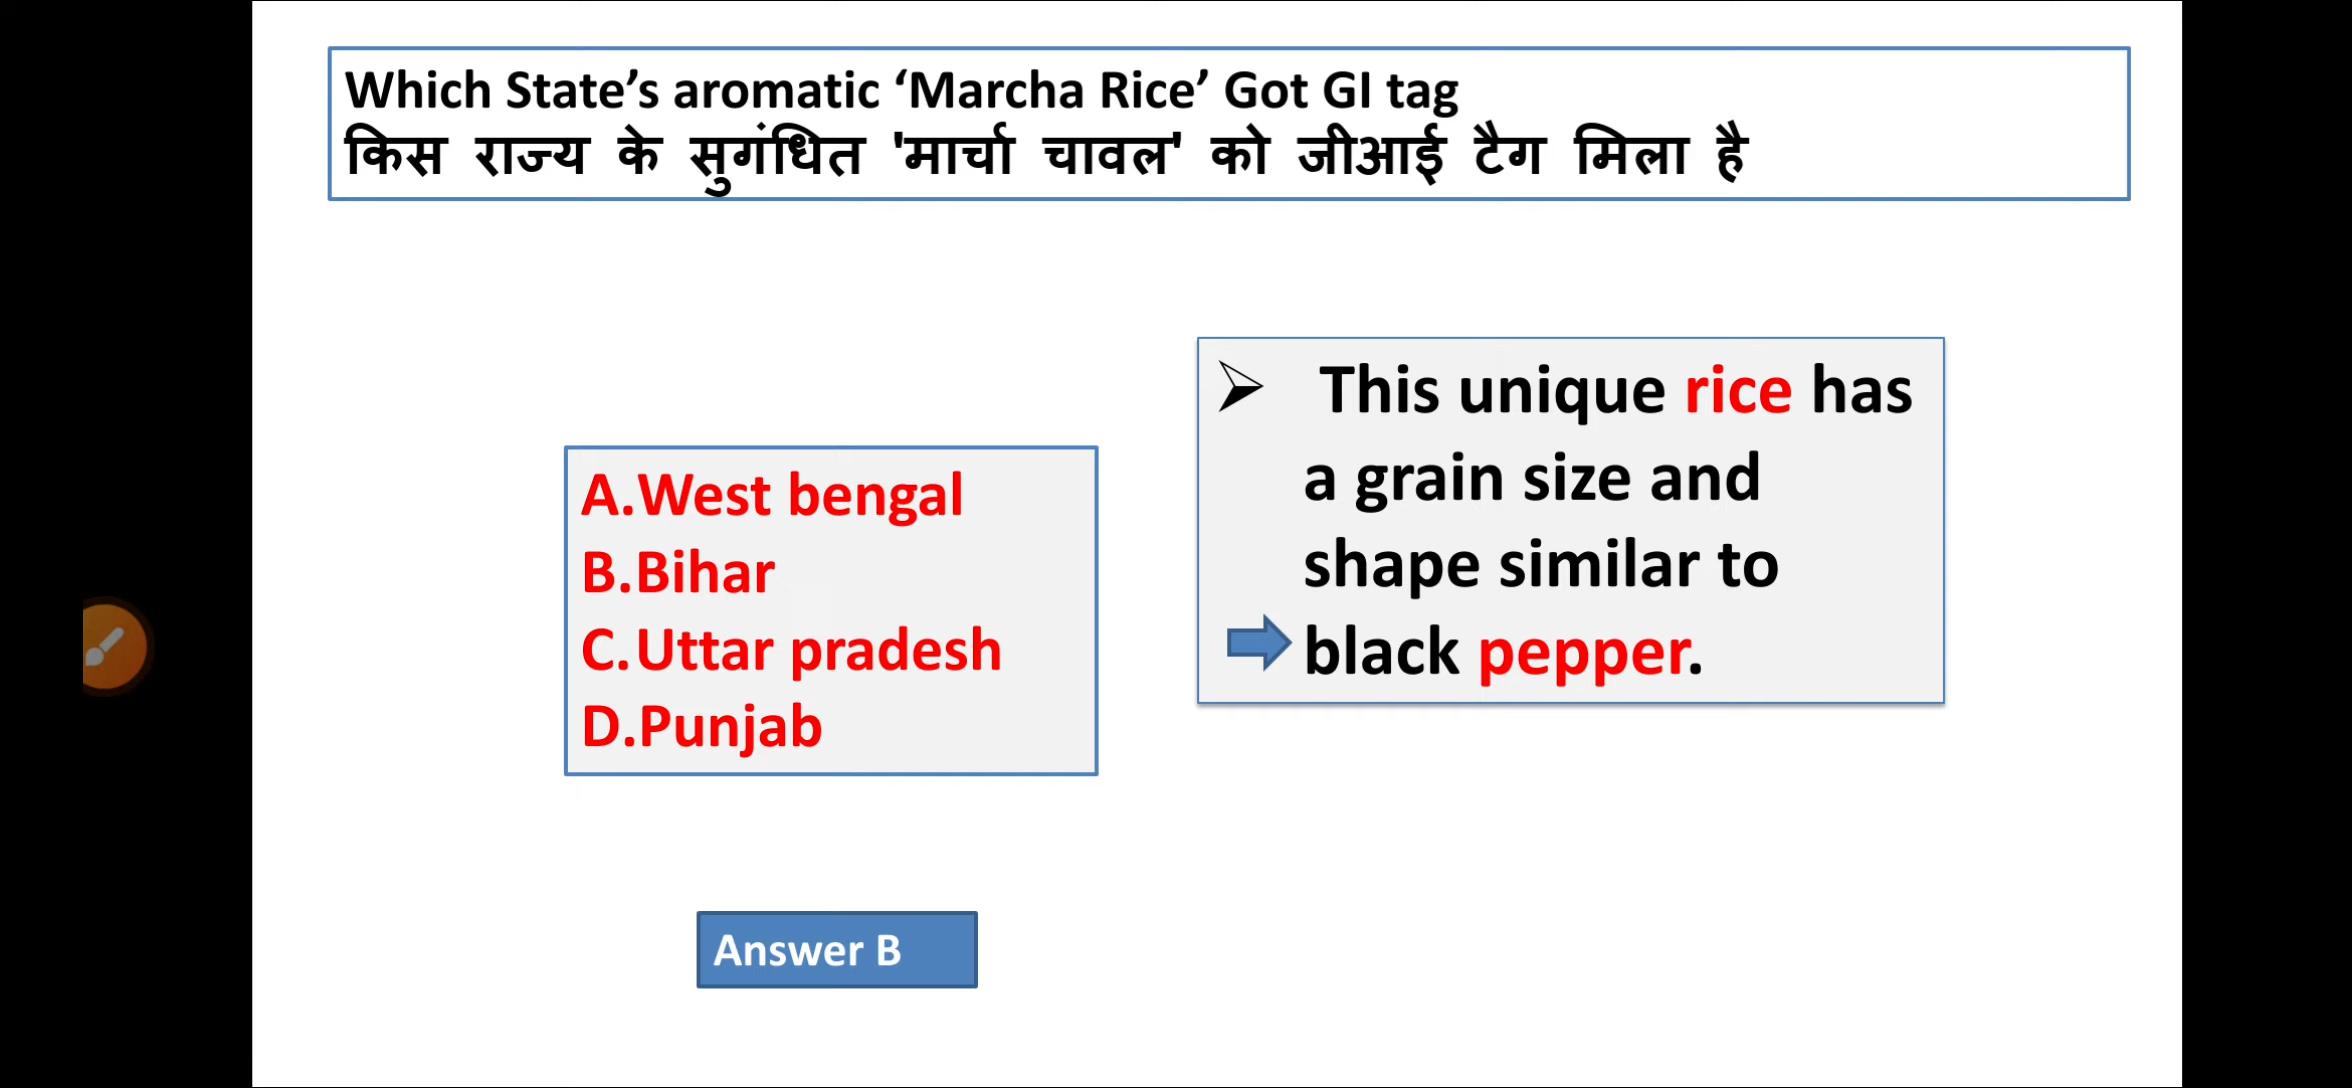 Which State’s aromatic ‘Marcha Rice’ Got GI tag
किस राज्य के सुगंधित 'मार्चा चावल' को जीआई टैग मिला है
This unique rice has
a grain size and
shape similar to
black pepper.
A.West bengal
B.Bihar
C.Uttar pradesh
D.Punjab
Answer B